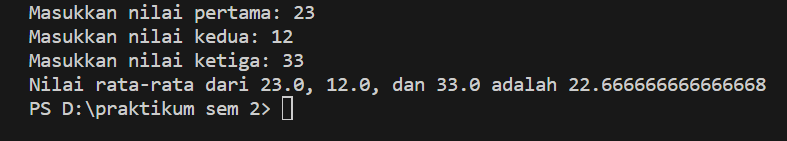 Masukkan nilai pertama: 23
Masukkan nilai kedua: 12
Masukkan nilai ketiga: 33
Nilai rata-rata dari 23.0, 12.0, dan 33.0 adalah 22.666666666666668
PS D:\praktikum sem 2>